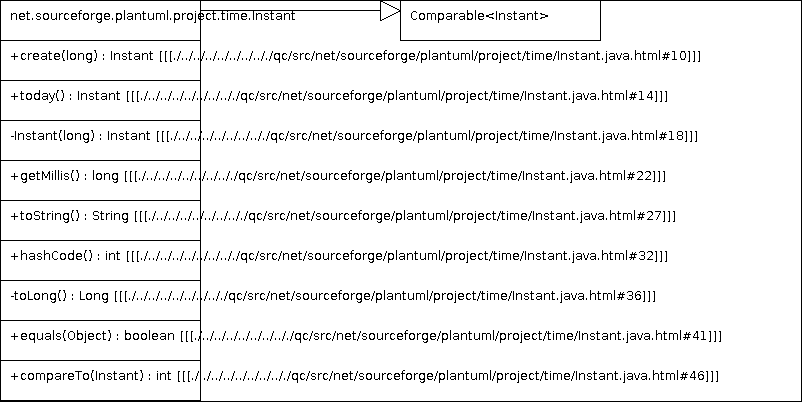 net.sourceforge.plantuml.project.time.Instant
Comparable<Instant>
+create(long) : Instant [[[./../../../../../../../../qc/src/net/sourceforge/plantuml/project/time/Instant.java.html#10]]]
+today() : Instant [[[./../../../../../../../../qc/src/net/sourceforge/plantuml/project/time/Instant.java.html#14]]]
-Instant(long) : Instant [[[./../../../../../../../../qc/src/net/sourceforge/plantuml/project/time/Instant.java.html#18]]]
+getMillis() : long [[[./../../../../../../../../qc/src/net/sourceforge/plantuml/project/time/Instant.java.html#22]]]
+toString() : String [[[./../../../../../../../../qc/src/net/sourceforge/plantuml/project/time/Instant.java.html#27]]]
+hashCode() : int [[[./../../../../../../../../qc/src/net/sourceforge/plantuml/project/time/Instant.java.html#32]]]
-toLong() : Long [[[./../../../../../../../../qc/src/net/sourceforge/plantuml/project/time/Instant.java.html#36]]]
+equals(Object) : boolean [[[./../../../../../../../../qc/src/net/sourceforge/plantuml/project/time/Instant.java.html#41]]]
+compareTo(Instant) : int [[[./../../../../../../../../qc/src/net/sourceforge/plantuml/project/time/Instant.java.html#46]]]